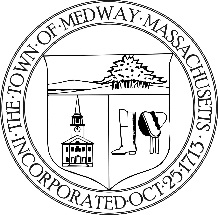 ·THE·TOWN·OF·MEDWAY·MASSACHUSETTS·
INCORPORATED·OCT·25·1713·